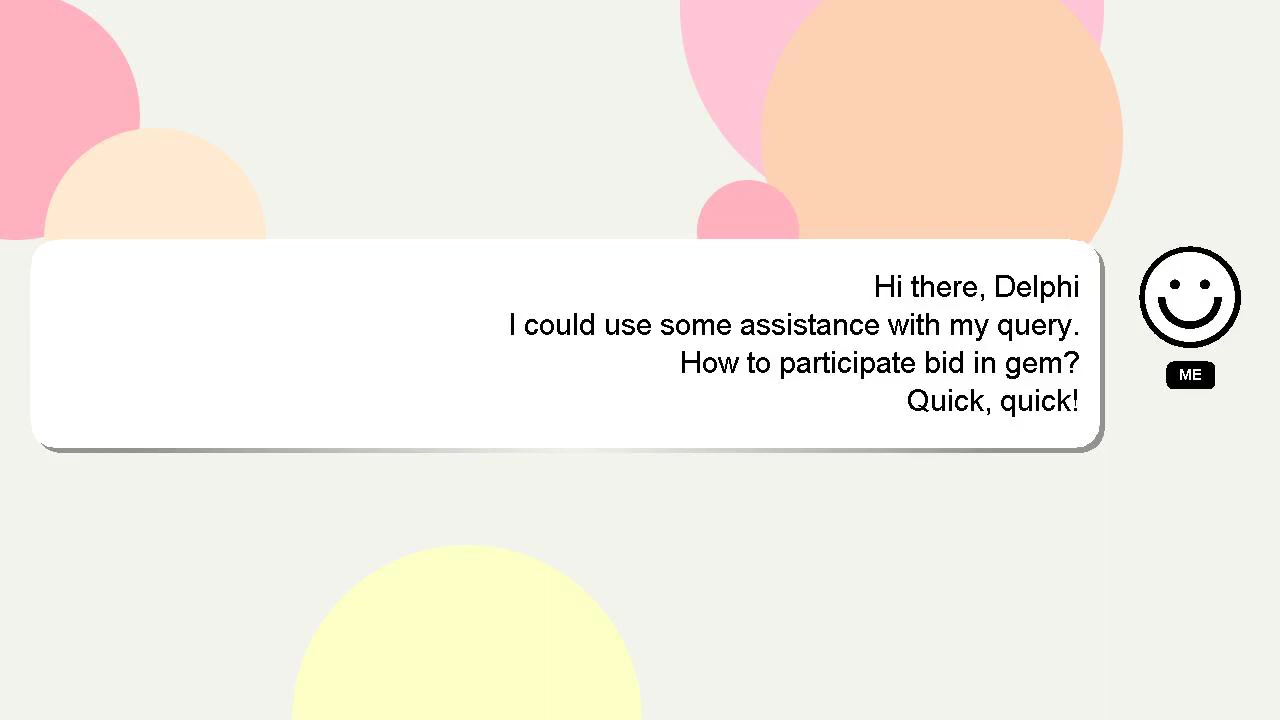 Hi there, Delphi
I could use some assistance with my query.
How to participate bid in gem?
Quick, quick!
ME